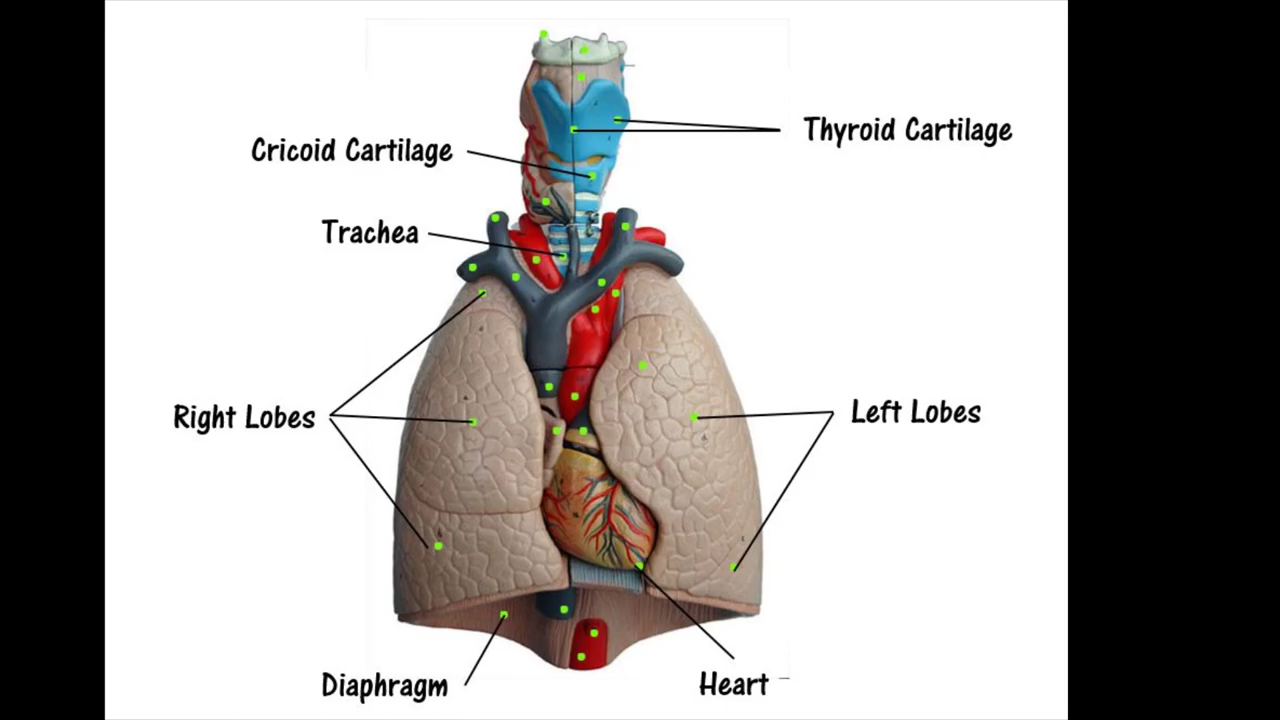 Thyroid Cartilage
Cricoid Cartilage
Trachea
Right Lobes
Left Lobes
Diaphragm
Heart